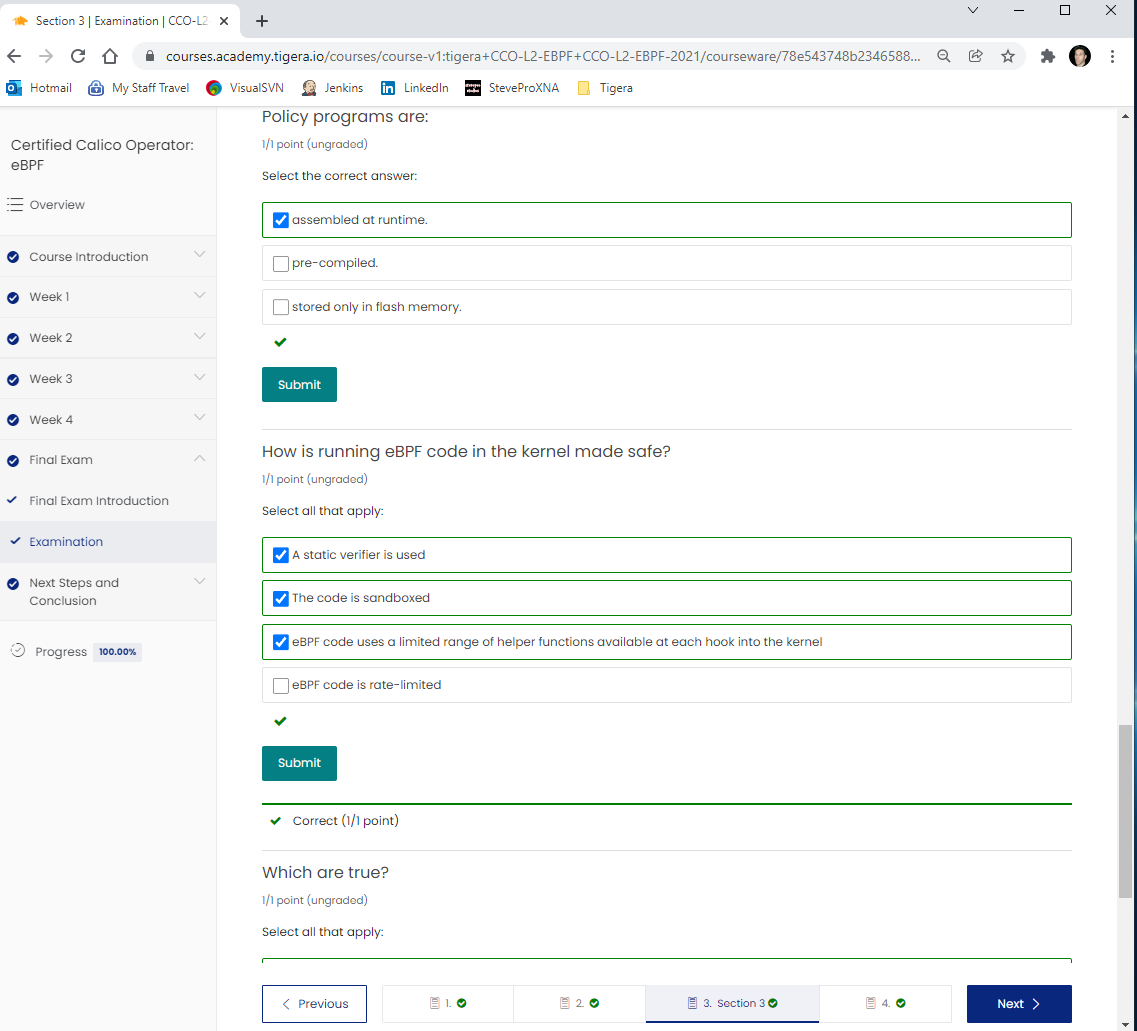 Section 3 | Examination | CCO-L2
courses.academy.tigera.io/courses/course-v1:tigera+CCO-L2-EBPF+CCO-L2-EBPF-2021/courseware/78e543748b2346588...
Hotmail My Staff Travel VisualSVN Jenkins LinkedIn SteveProXNA Tigera
Certified Calico Operator:
eBPF
Overview
Course Introduction
Week 1
Week 2
Week 3
Week 4
Final Exam
Final Exam Introduction
Examination
Next Steps and
Conclusion
Progress 100.00%
Policy programs are:
1/1 point (ungraded)
Select the correct answer:
assembled at runtime.
pre-compiled.
stored only in flash memory.
Submit
How is running eBPF code in the kernel made safe?
1/1 point (ungraded)
Select all that apply:
A static verifier is used
The code is sandboxed
eBPF code uses a limited range of helper functions available at each hook into the kernel
eBPF code is rate-limited
Submit
Correct (1/1 point)
Which are true?
1/1 point (ungraded)
Select all that apply:
Previous 1. 2. 3. Section 3 4. Next